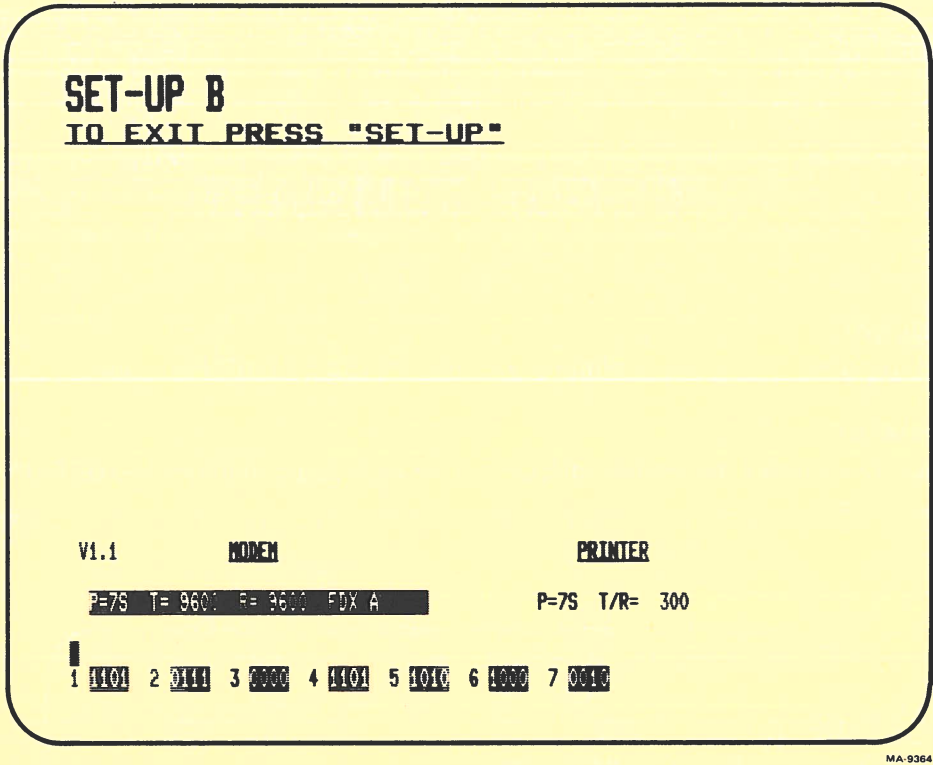 SET-UP B
TO EXIT PRESS "SET-UP"
V1.1 MODEM PRINTER
P=7S T= 9600 R= 9600 FDX A P=7S T/R= 300
1 1101 2 0111 3 0000 4 1101 5 1010 6 1000 7 0010
MA-9364